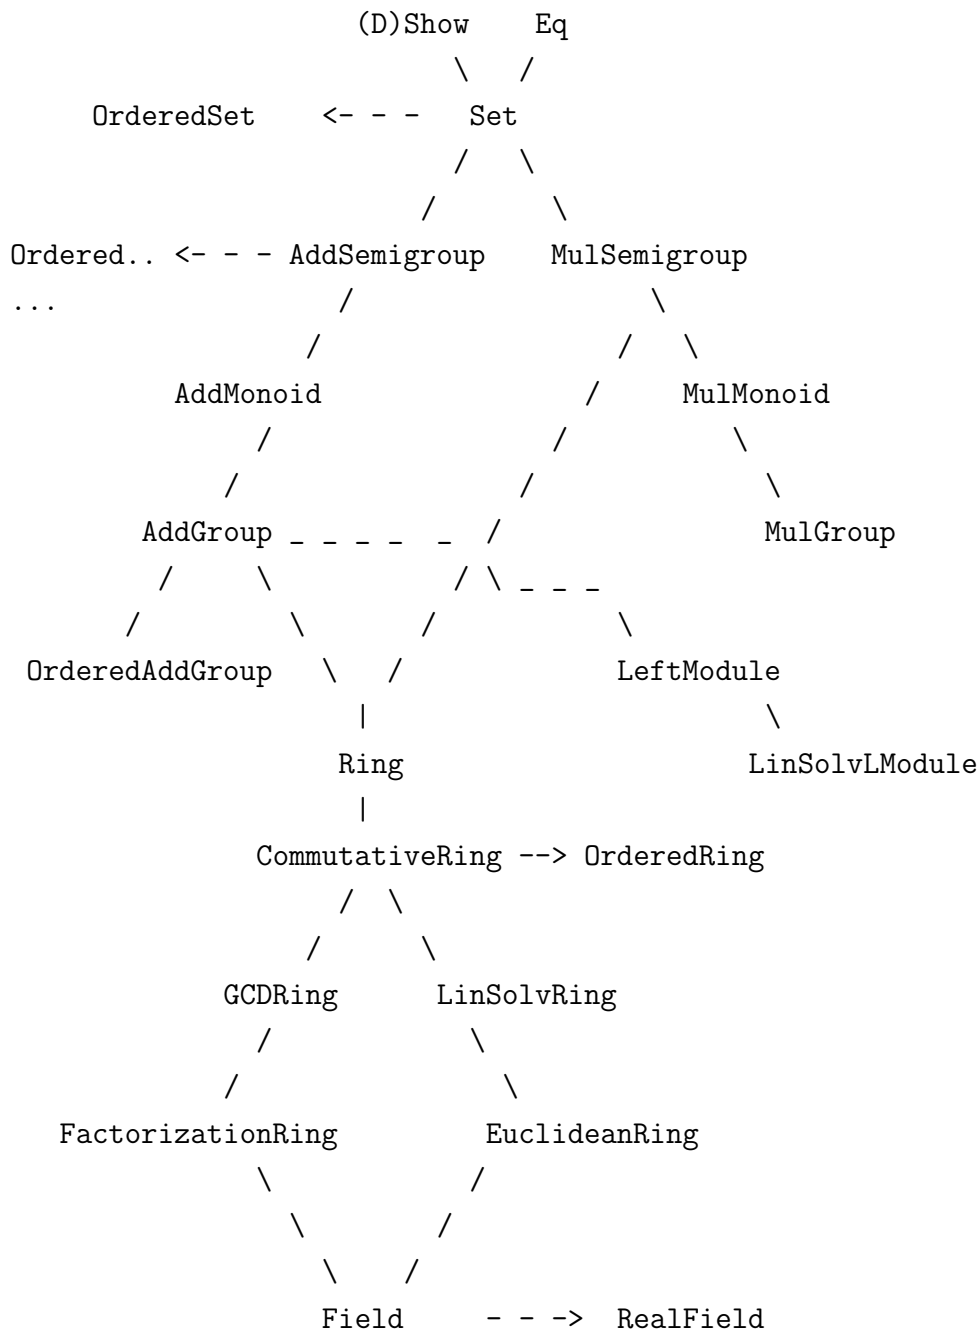 (D)Show    Eq
\   /
OrderedSet    <- - -   Set
/   \
/       \
Ordered.. <- - - AddSemigroup    MulSemigroup
...                 /                  \
/                  /   \
AddMonoid                /     MulMonoid
/                 /          \
/                 /              \
AddGroup _ _ _ _  _  /                MulGroup
/     \           / \ _ _ _
/         \       /           \
OrderedAddGroup   \   /             LeftModule
|                        \
Ring                     LinSolvLModule
|
CommutativeRing --> OrderedRing
/  \
/      \
GCDRing      LinSolvRing
/            \
/                \
FactorizationRing         EuclideanRing
\            /
\        /
\    /
Field     - - ->  RealField